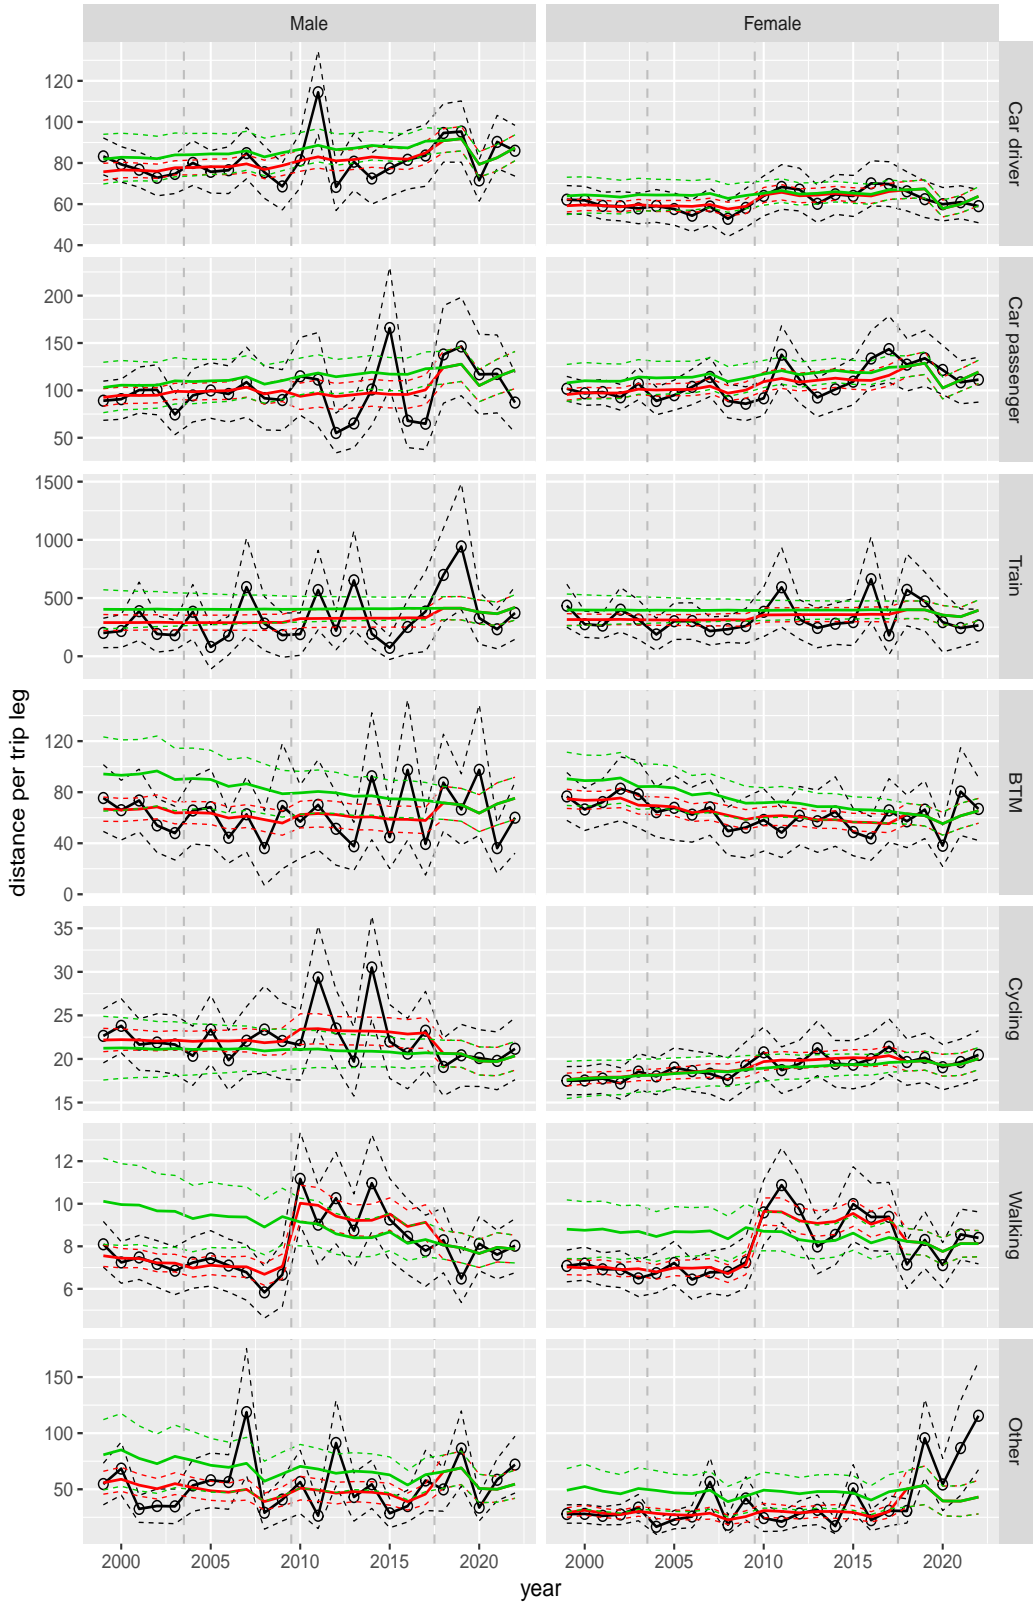 Male Female
120
100
80
60
40
Car driver
200
150
100
50
Car passenger
1500
1000
500
0
Train
120
80
40
0
BTM
35
30
25
20
15
Cycling
12
10
8
6
Walking
150
100
50
Other
2000 2005 2010 2015 2020 2000 2005 2010 2015 2020
year
distance per trip leg